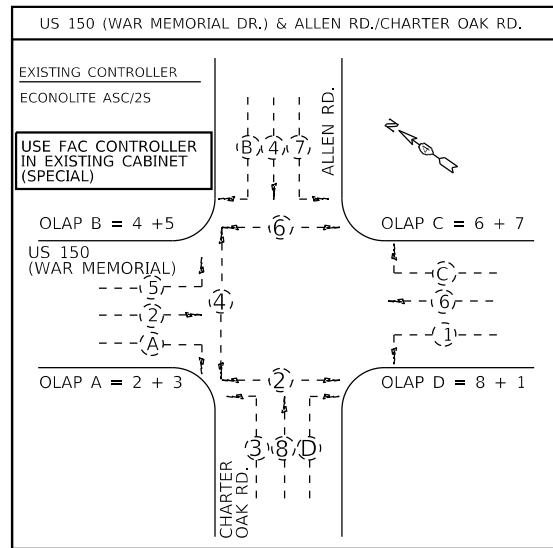 US 150 (WAR MEMORIAL DR.) & ALLEN RD./CHARTER OAK RD.
EXISTING CONTROLLER
ECONOLITE ASC/2S
USE FAC CONTROLLER
IN EXISTING CABINET
(SPECIAL)
ALLEN RD.
N
B 4 7
OLAP B = 4 +5
6
OLAP C = 6 + 7
US 150
(WAR MEMORIAL)
5
C
2
4
6
A
1
OLAP A = 2 + 3
2
OLAP D = 8 + 1
3 8 D
CHARTER
OAK RD.